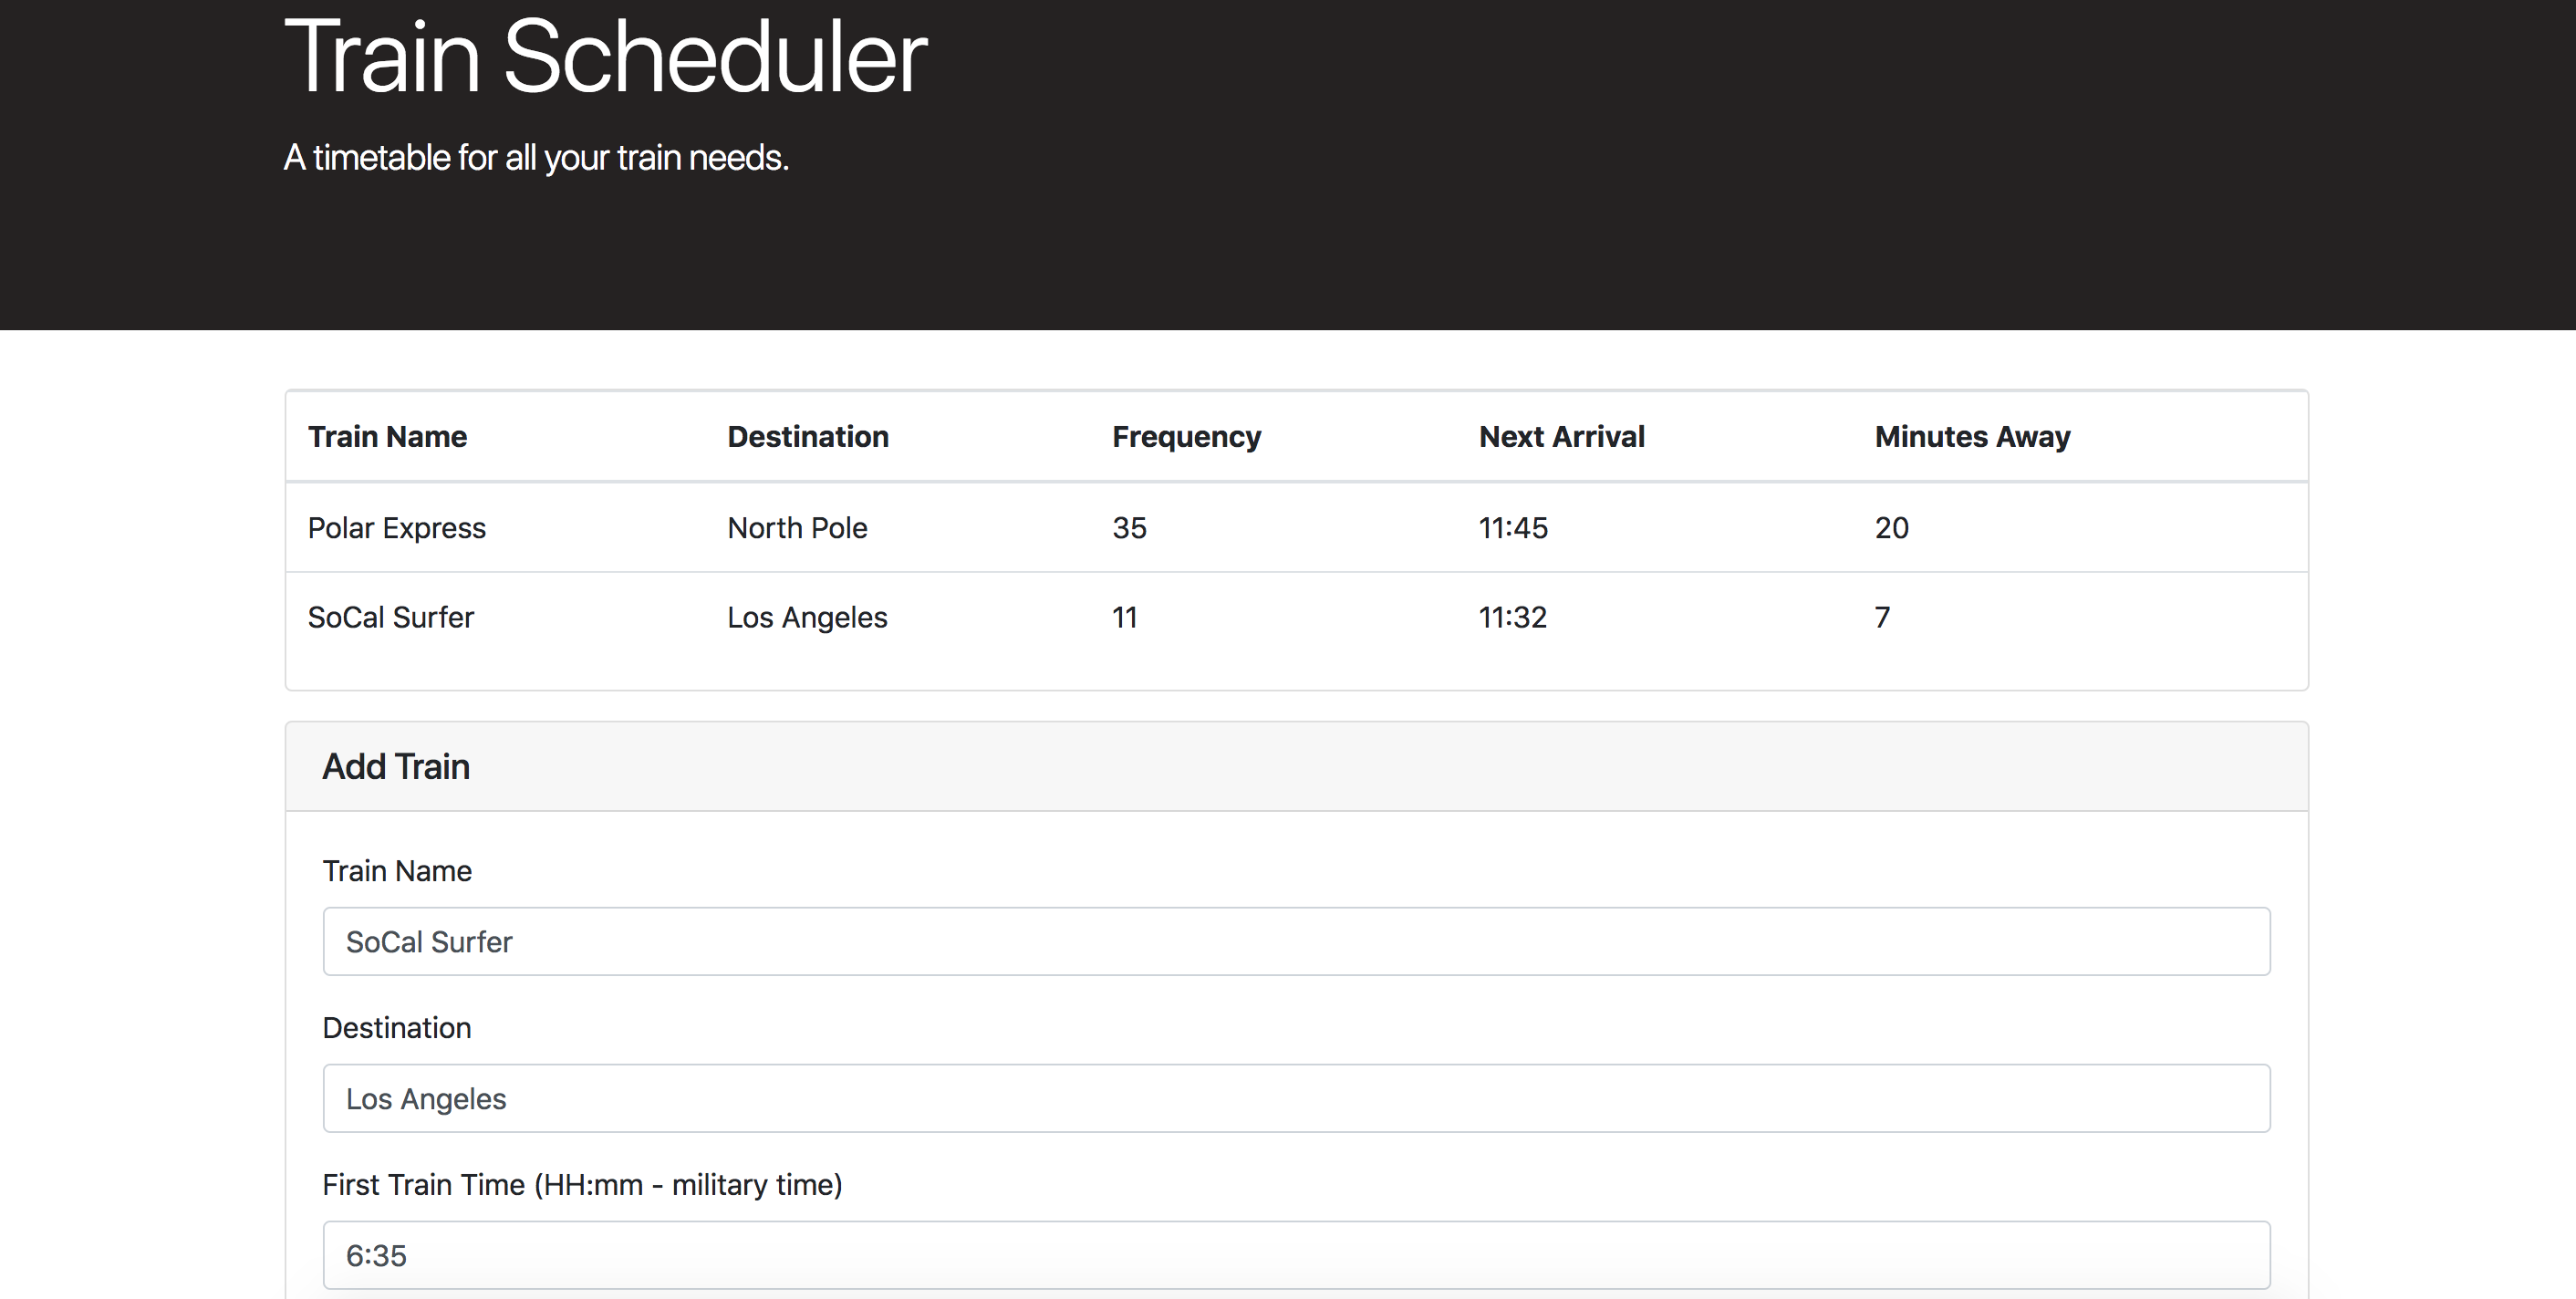 Train Scheduler
A timetable for all your train needs.
Train Name Destination Frequency Next Arrival Minutes Away
Polar Express North Pole 35 11:45 20
SoCal Surfer Los Angeles 11 11:32 7
Add Train
Train Name
SoCal Surfer
Destination
Los Angeles
First Train Time (HH:mm - military time)
6:35